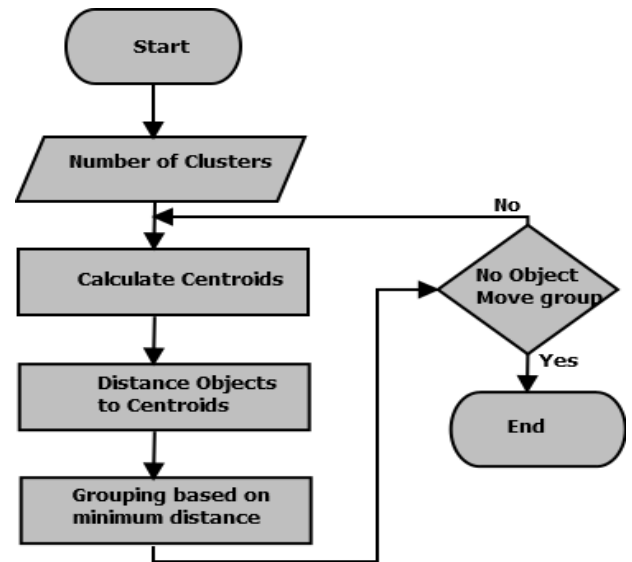 Start
Number of Clusters
Calculate Centroids
Distance Objects
to Centroids
Grouping based on
minimum distance
No
No Object
Move group
Yes
End